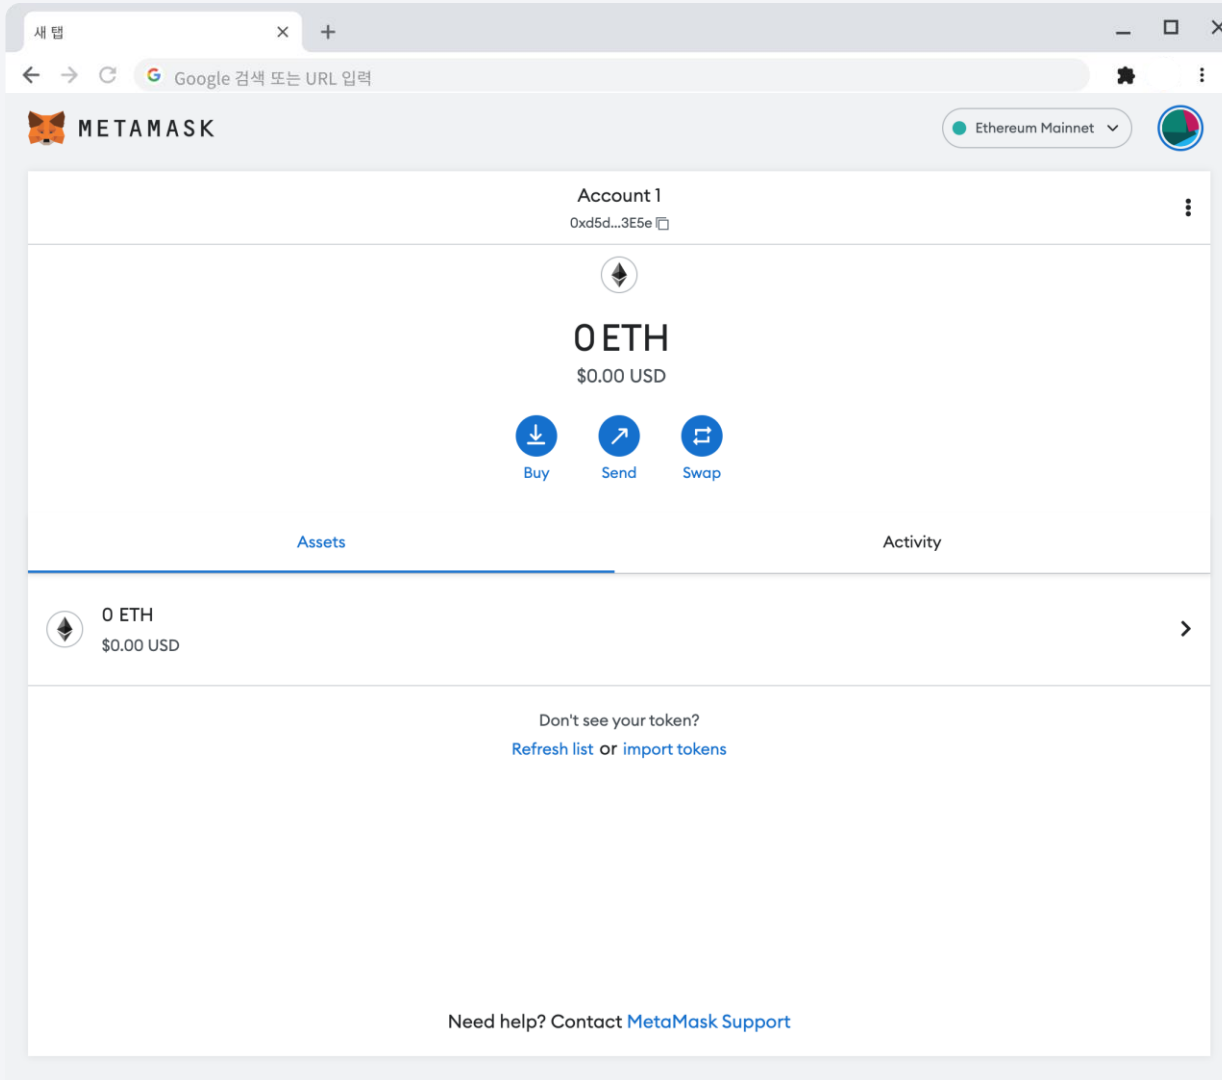 새 탭
Google 검색 또는 URL 입력
METAMASK
Ethereum Mainnet
Account 1
0xd5d...3E5e
0 ETH
$0.00 USD
Buy Send Swap
Assets Activity
0 ETH
$0.00 USD
Don't see your token?
Refresh list or import tokens
Need help? Contact MetaMask Support